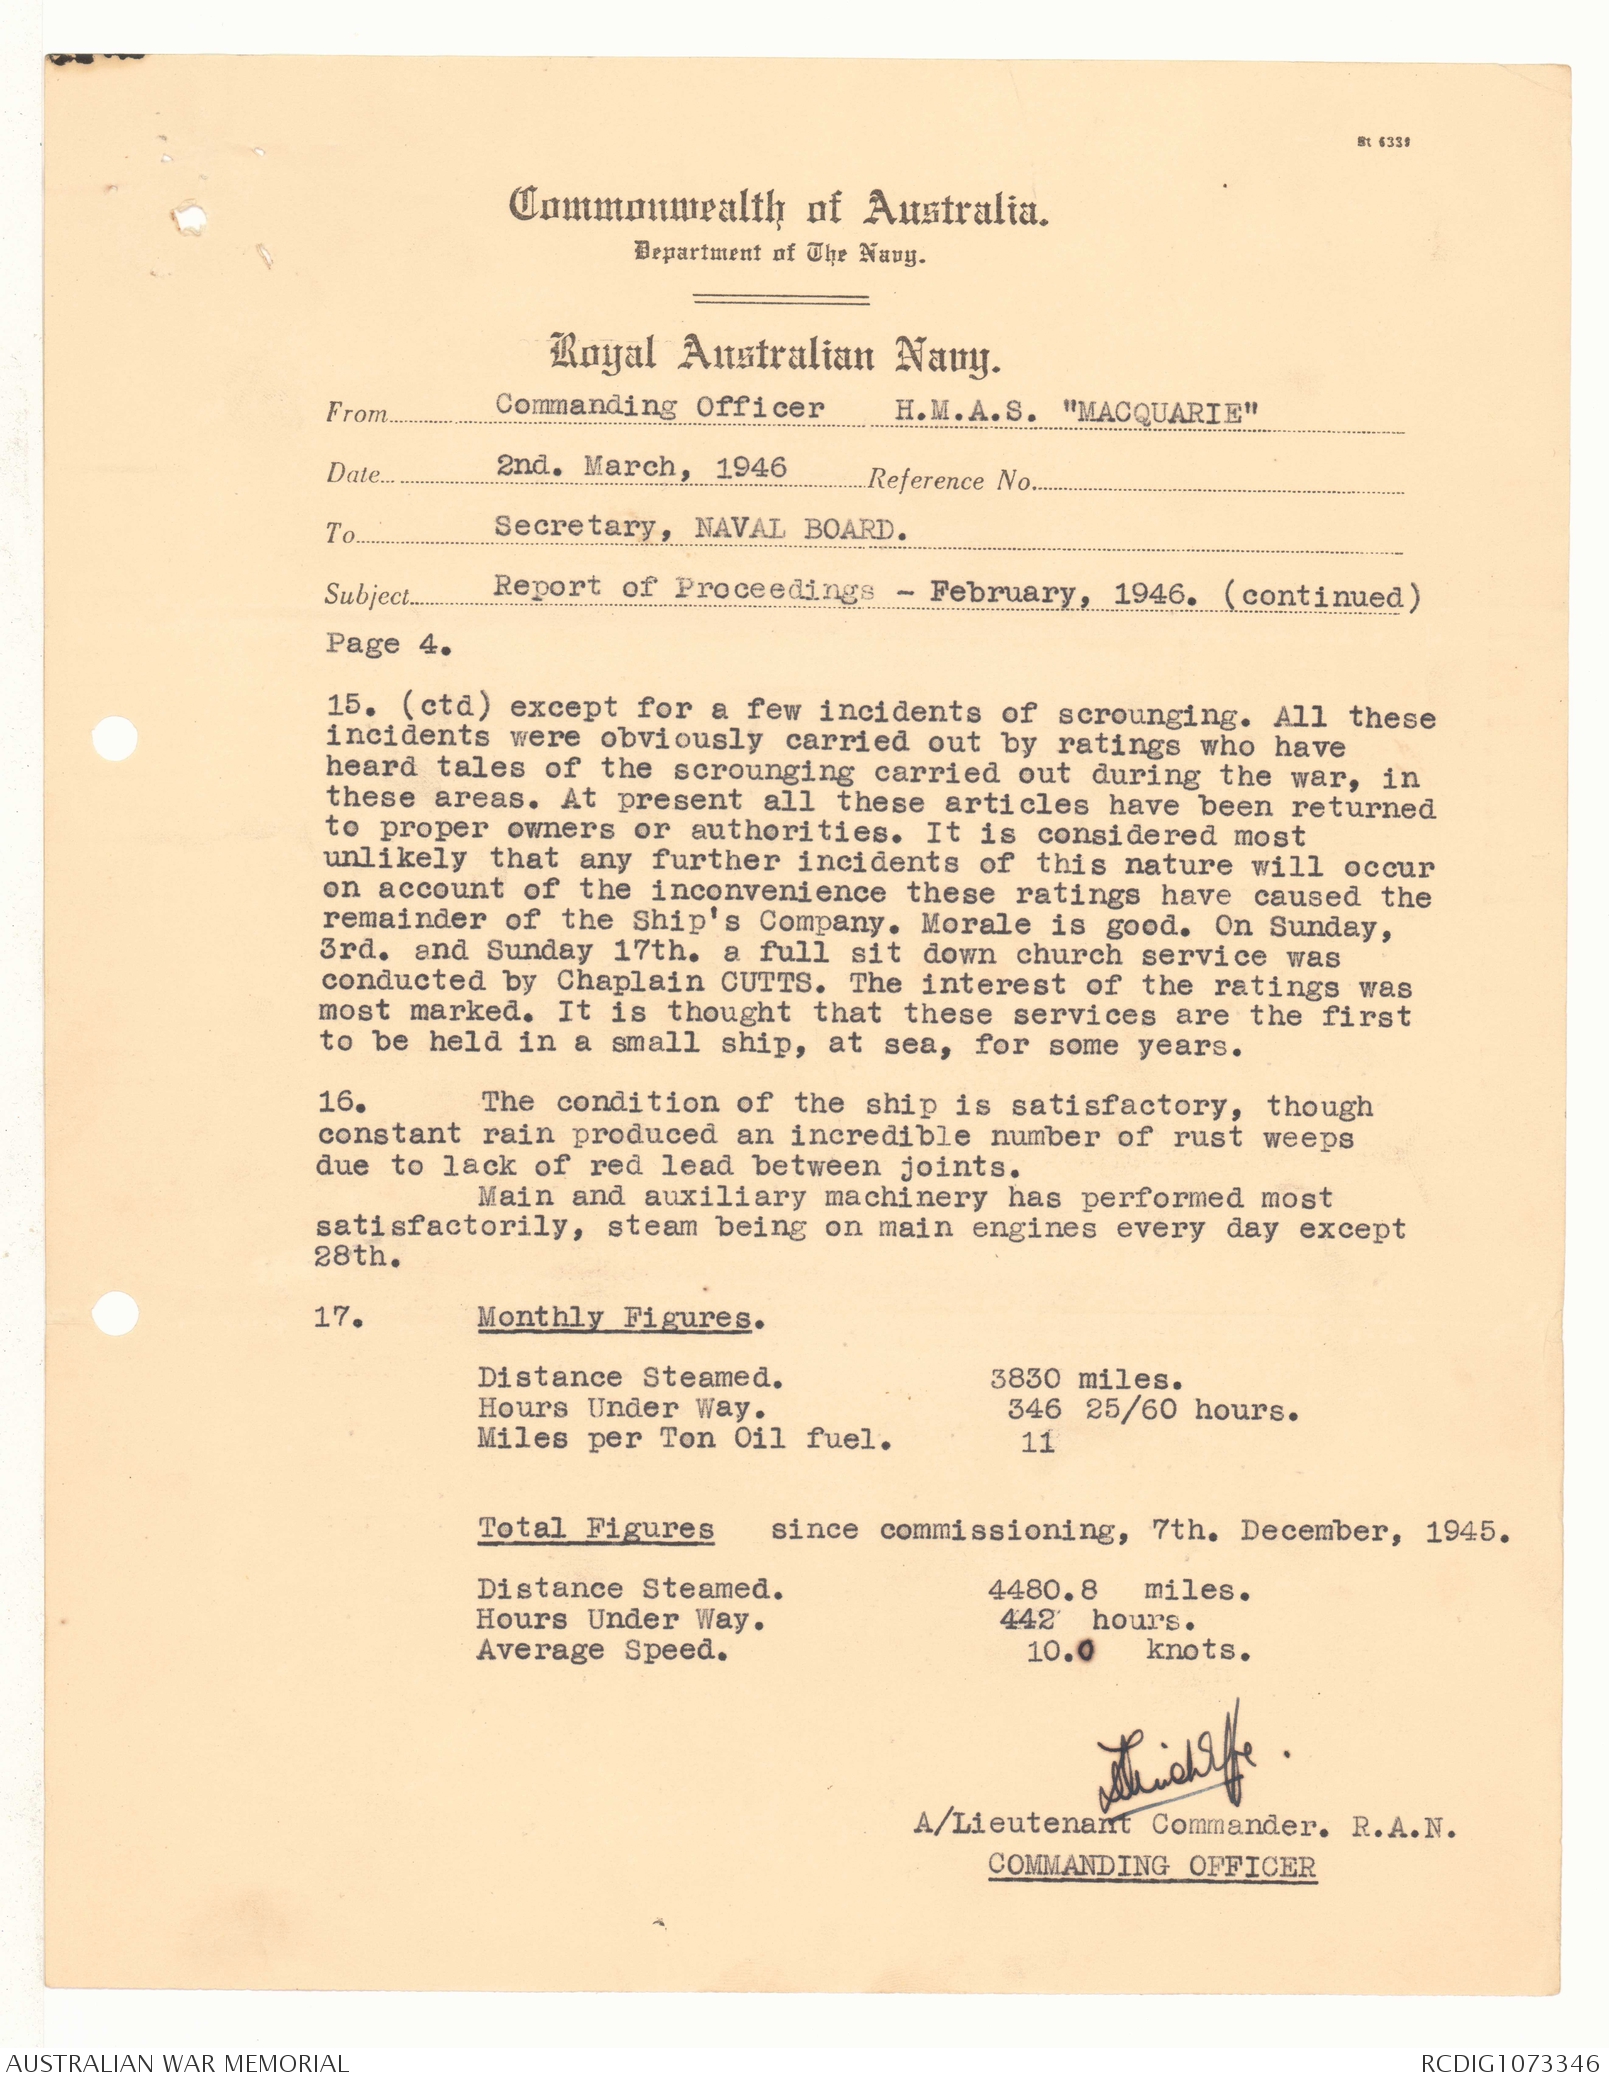 Commonwealth of Australia.
Department of The Navy.
Royal Australian Navy.
From Commanding Officer H.M.A.S. "MACQUARIE"
Date 2nd. March, 1946 Reference No.
To Secretary, NAVAL BOARD.
Subject Report of Proceedings - February, 1946. (continued)
Page 4.
15. (ctd) except for a few incidents of scrounging. All these
incidents were obviously carried out by ratings who have
heard tales of the scrounging carried out during the war, in
these areas. At present all these articles have been returned
to proper owners or authorities. It is considered most
unlikely that any further incidents of this nature will occur
on account of the inconvenience these ratings have caused the
remainder of the Ship's Company. Morale is good. On Sunday,
3rd. and Sunday 17th. a full sit down church service was
conducted by Chaplain CUTTS. The interest of the ratings was
most marked. It is thought that these services are the first
to be held in a small ship, at sea, for some years.
16. The condition of the ship is satisfactory, though
constant rain produced an incredible number of rust weeps
due to lack of red lead between joints.
Main and auxiliary machinery has performed most
satisfactorily, steam being on main engines every day except
28th.
17. Monthly Figures.
Distance Steamed. 3830 miles.
Hours Under Way. 346 25/60 hours.
Miles per Ton Oil fuel. 11
Total Figures since commissioning, 7th. December, 1945.
Distance Steamed. 4480.8 miles.
Hours Under Way. 442 hours.
Average Speed. 10.0 knots.
A/Lieutenant Commander. R.A.N.
COMMANDING OFFICER
AUSTRALIAN WAR MEMORIAL RCDIG1073346